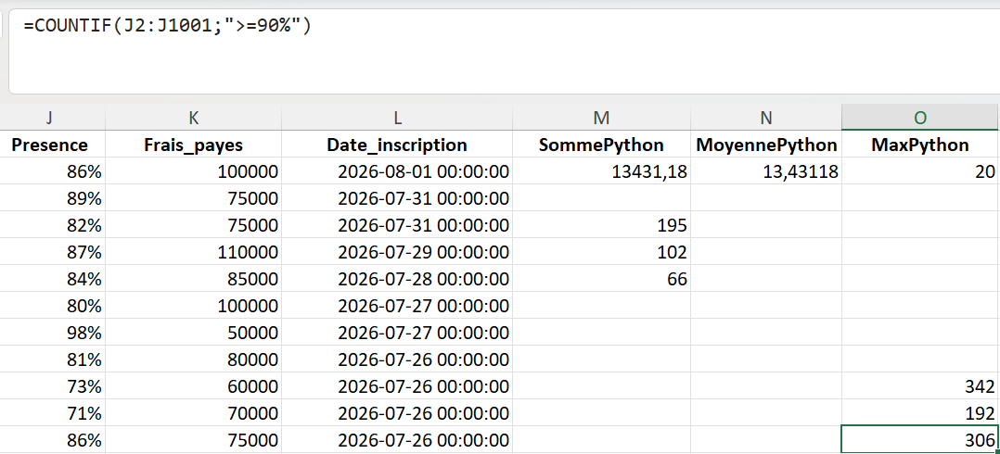 =COUNTIF(J2:J1001;">=90%")
J K L M N O
Presence Frais_payes Date_inscription SommePython MoyennePython MaxPython
86% 100000 2026-08-01 00:00:00 13431,18 13,43118 20
89% 75000 2026-07-31 00:00:00
82% 75000 2026-07-31 00:00:00 195
87% 110000 2026-07-29 00:00:00 102
84% 85000 2026-07-28 00:00:00 66
80% 100000 2026-07-27 00:00:00
98% 50000 2026-07-27 00:00:00
81% 80000 2026-07-26 00:00:00
73% 60000 2026-07-26 00:00:00 342
71% 70000 2026-07-26 00:00:00 192
86% 75000 2026-07-26 00:00:00 306